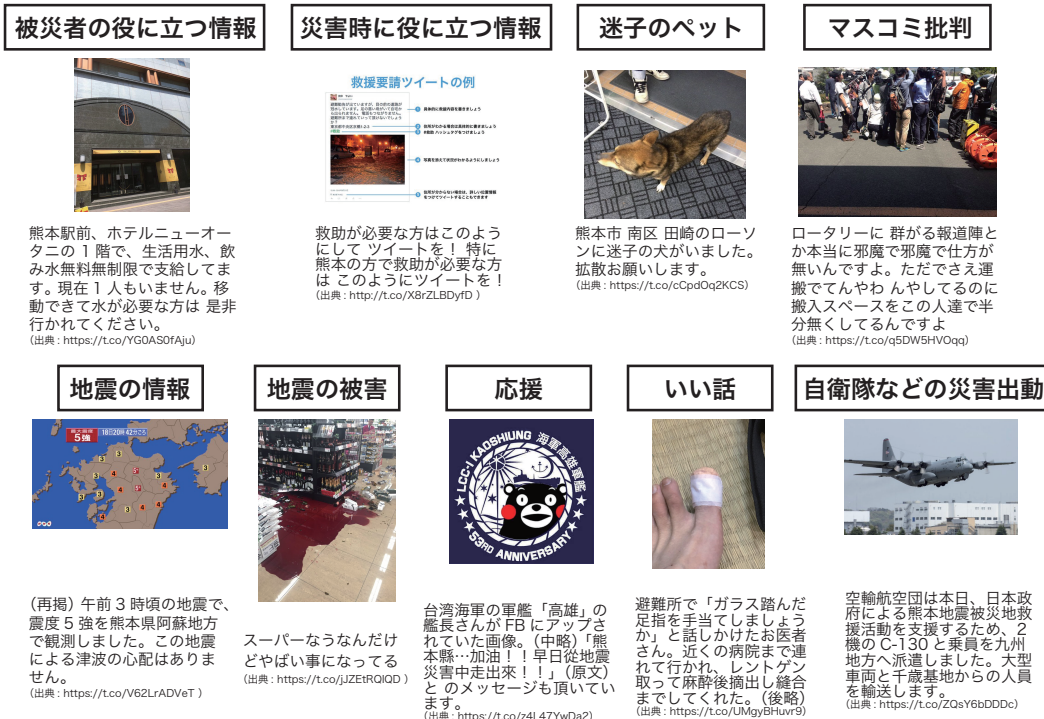 被災者の役に立つ情報
災害時に役に立つ情報
迷子のペット
マスコミ批判
救援要請ツイートの例
熊本駅前、ホテルニューオー
タニの 1 階で、生活用水、飲
み水無料無制限で支給してま
す。現在 1 人もいません。移
動できて水が必要な方は 是非
行かれてください。
（出典 : https://t.co/YG0AS0fAju）
救助が必要な方はこのよう
にして ツイートを！ 特に
熊本の方で救助が必要な方
は このようにツイートを！
（出典 : http://t.co/X8rZLBDyfD ）
熊本市 南区 田崎のローソ
ンに迷子の犬がいました。
拡散お願いします。
（出典 : https://t.co/cCpdOq2KCS）
ロータリーに 群がる報道陣と
か本当に邪魔で邪魔で仕方が
無いんですよ。ただでさえ運
搬でてんやわ んやしてるのに
搬入スペースをこの人達で半
分無くしてるんですよ
（出典 : https://t.co/q5DW5HVOqq）
地震の情報
地震の被害
応援
いい話
自衛隊などの災害出動
最大震度
5強
18日20時42分ごろ
NHK
LCC-1 KAOSHIUNG 海軍高雄軍艦
53RD ANNIVERSARY
（再掲）午前 3 時頃の地震で、
震度 5 強を熊本県阿蘇地方
で観測しました。この地震
による津波の心配はありま
せん。
（出典 : https://t.co/V62LrADVeT ）
スーパーなうなんだけ
どやばい事になってる
（出典 : https://t.co/jJZEtRQIQD ）
台湾海軍の軍艦「高雄」の
艦長さんが FB にアップさ
れていた画像。（中略）「熊
本縣…加油！！早日從地震
災害中走出來！！」（原文）
と のメッセージも頂いてい
ます。
（出典 : https://t.co/z4L47YwDa2）
避難所で「ガラス踏んだ
足指を手当てしましょう
か」と話しかけたお医者
さん。近くの病院まで連
れて行かれ、レントゲン
取って麻酔後摘出し縫合
までしてくれた。（後略）
（出典 : https://t.co/UMgyBHuvr9）
空輸航空団は本日、日本政
府による熊本地震被災地救
援活動を支援するため、2
機の C-130 と乗員を九州
地方へ派遣しました。大型
車両と千歳基地からの人員
を輸送します。
（出典 : https://t.co/ZQsY6bDDDc）